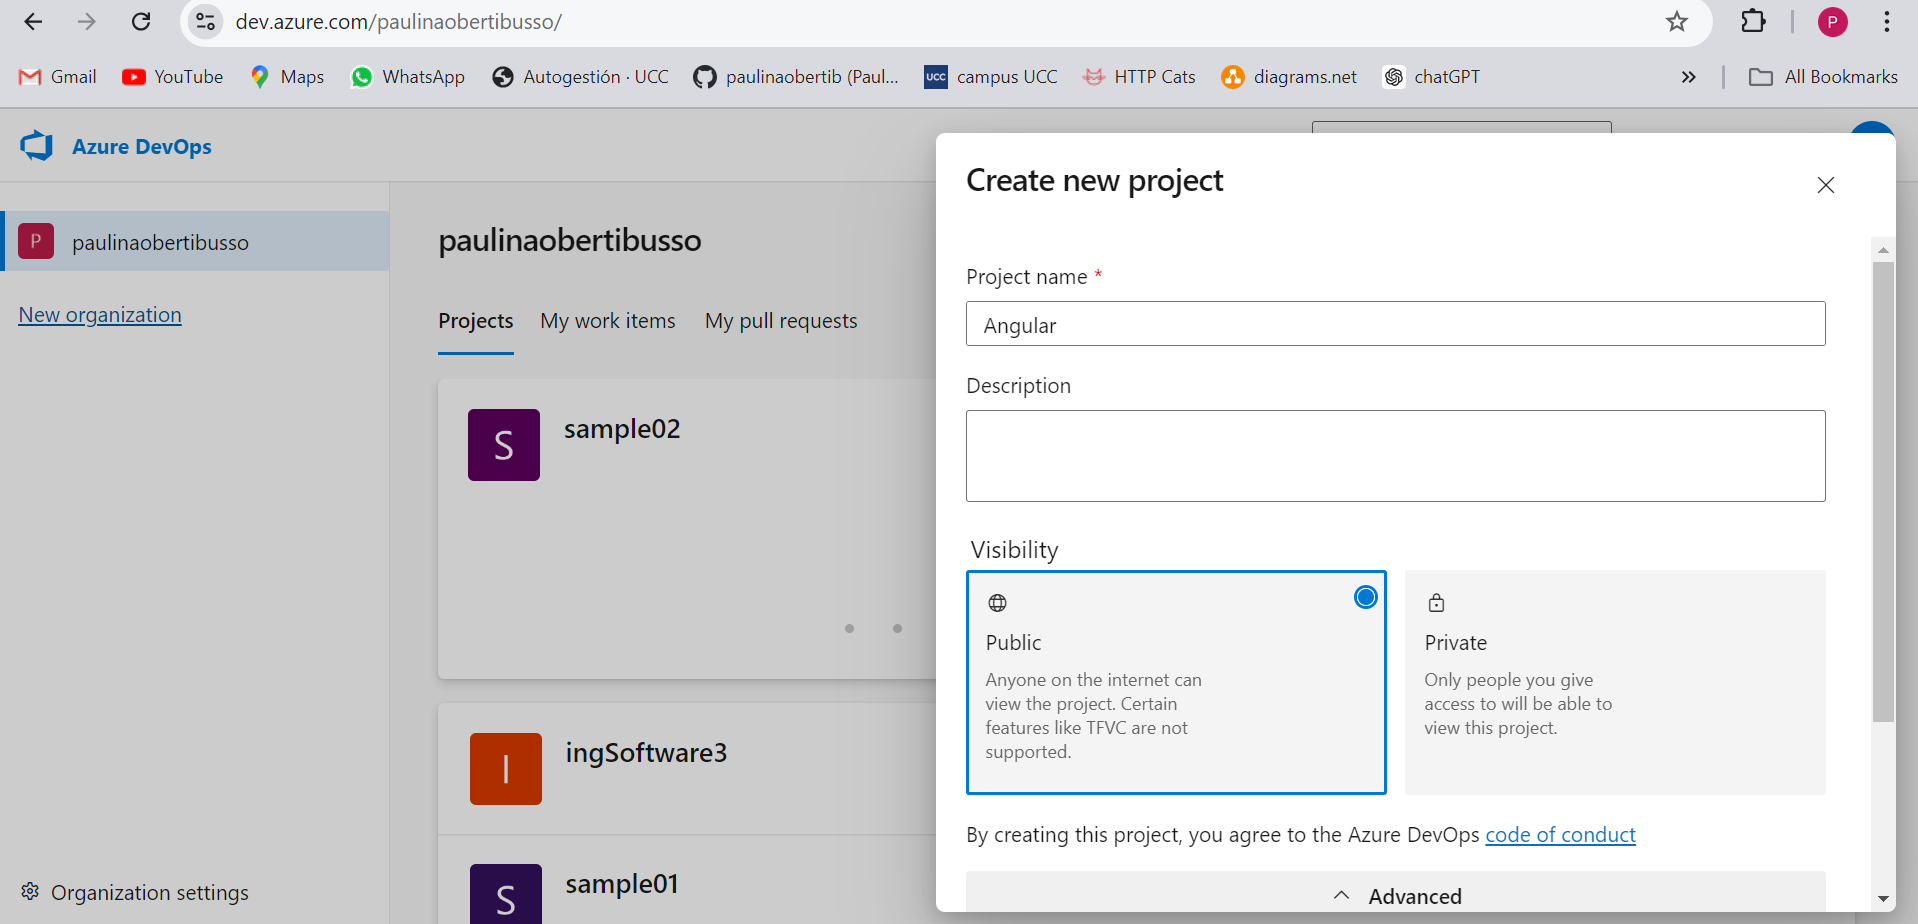 dev.azure.com/paulinaobertibusso/
P
Gmail
YouTube
Maps
WhatsApp
Autogestión · UCC
paulinaobertib (Paul...
UCC
campus UCC
HTTP Cats
diagrams.net
chatGPT
All Bookmarks
Azure DevOps
P
paulinaobertibusso
New organization
Organization settings
paulinaobertibusso
Projects
My work items
My pull requests
S
sample02
I
ingSoftware3
S
sample01
Create new project
Project name *
Angular
Description
Visibility
Public
Anyone on the internet can
view the project. Certain
features like TFVC are not
supported.
Private
Only people you give
access to will be able to
view this project.
By creating this project, you agree to the Azure DevOps code of conduct
Advanced